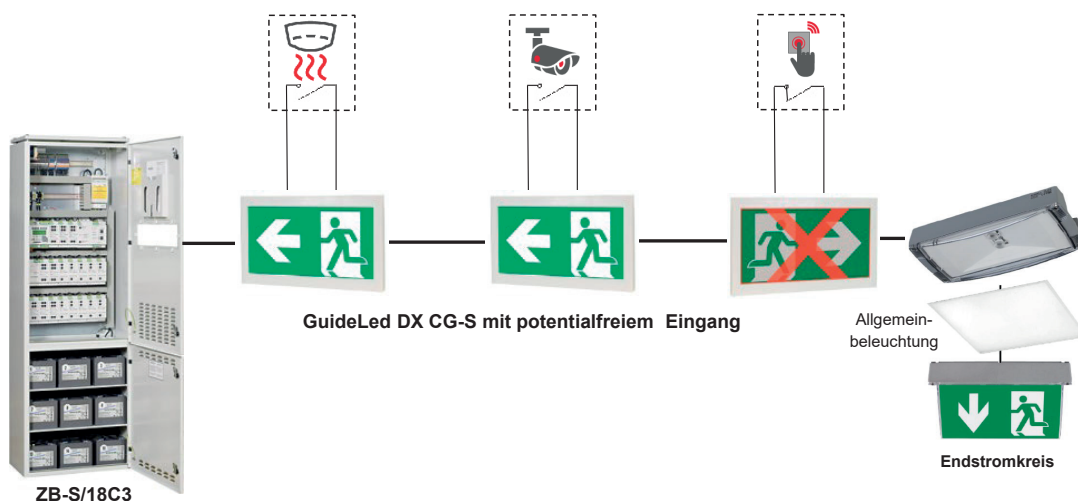 GuideLed DX CG-S mit potentialfreiem Eingang
Allgemein-
beleuchtung
Endstromkreis
ZB-S/18C3